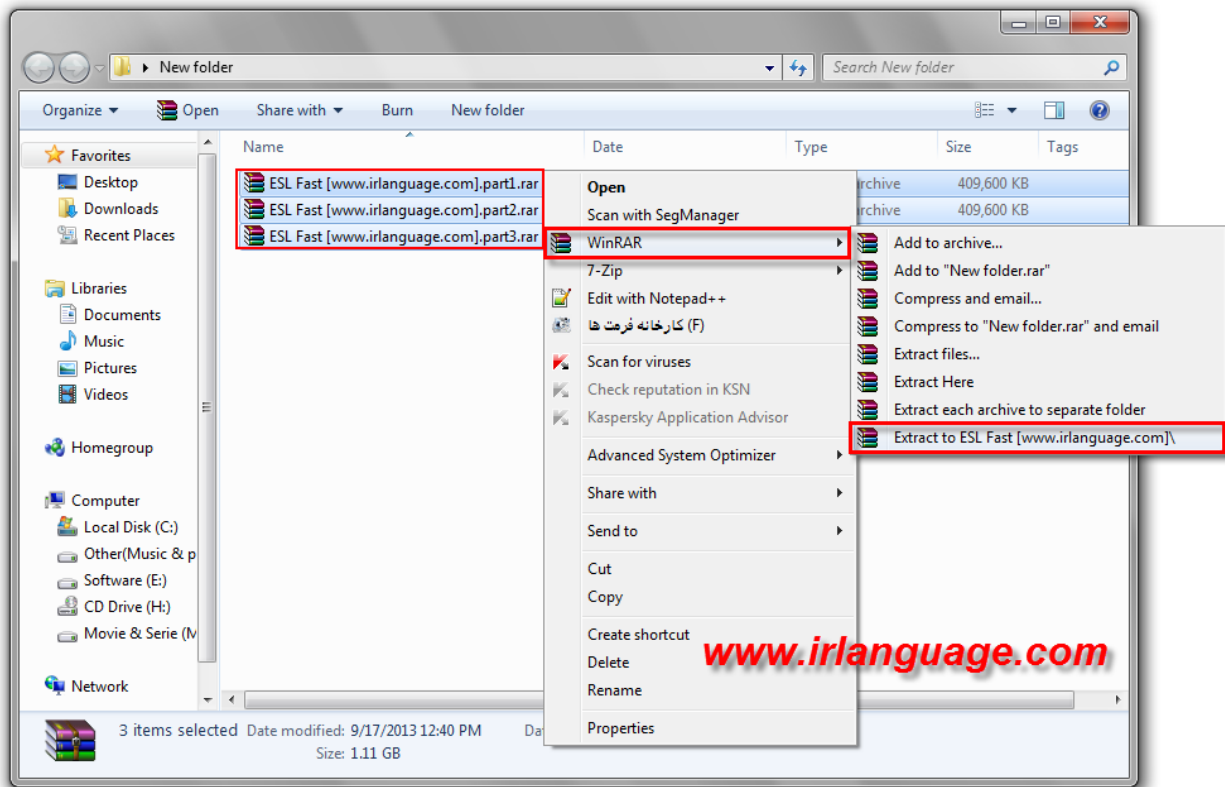 New folder
Search New folder
Organize Open Share with Burn New folder
Name Date Type Size Tags
Favorites
Desktop
Downloads
Recent Places
Libraries
Documents
Music
Pictures
Videos
Homegroup
Computer
Local Disk (C:)
Other(Music & p
Software (E:)
CD Drive (H:)
Movie & Serie (M
Network
ESL Fast [www.irlanguage.com].part1.rar
ESL Fast [www.irlanguage.com].part2.rar
ESL Fast [www.irlanguage.com].part3.rar
archive 409,600 KB
archive 409,600 KB
Open
Scan with SegManager
WinRAR
7-Zip
Edit with Notepad++
(F) کارخانه فرمت ها
Scan for viruses
Check reputation in KSN
Kaspersky Application Advisor
Advanced System Optimizer
Share with
Send to
Cut
Copy
Create shortcut
Delete
Rename
Properties
Add to archive...
Add to "New folder.rar"
Compress and email...
Compress to "New folder.rar" and email
Extract files...
Extract Here
Extract each archive to separate folder
Extract to ESL Fast [www.irlanguage.com]\
www.irlanguage.com
3 items selected Date modified: 9/17/2013 12:40 PM Da
Size: 1.11 GB